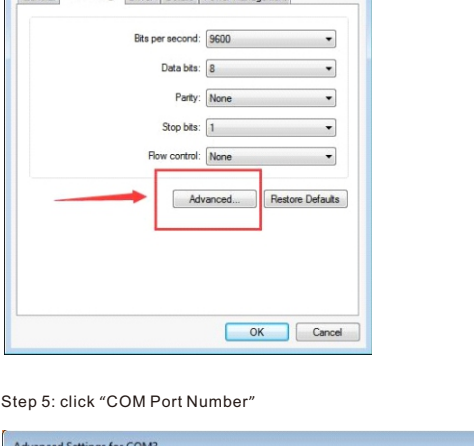 Bits per second: 9600
Data bits: 8
Parity: None
Stop bits: 1
Flow control: None
Advanced... Restore Defaults
OK Cancel
Step 5: click “COM Port Number”
Advanced Settings for COM3